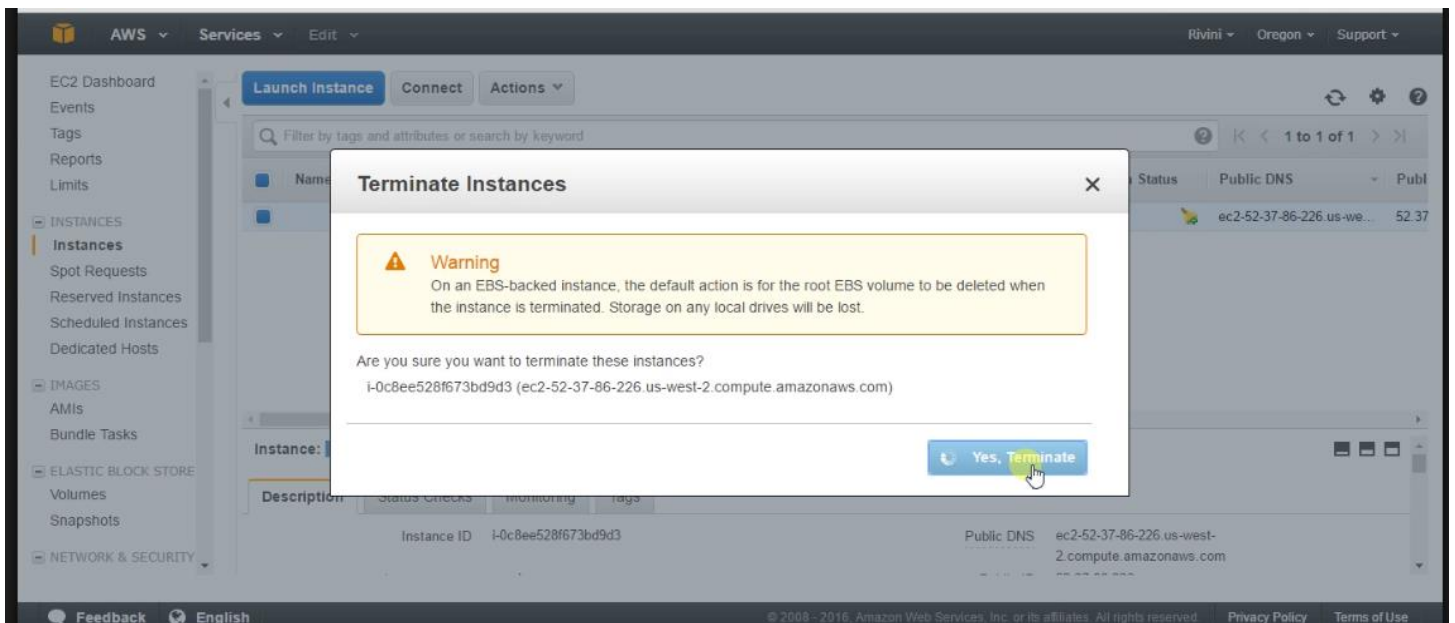 AWS Services Edit Rivini Oregon Support
EC2 Dashboard
Events
Tags
Reports
Limits
INSTANCES
Instances
Spot Requests
Reserved Instances
Scheduled Instances
Dedicated Hosts
IMAGES
AMIs
Bundle Tasks
ELASTIC BLOCK STORE
Volumes
Snapshots
NETWORK & SECURITY
Launch Instance Connect Actions
Filter by tags and attributes or search by keyword 1 to 1 of 1
Name Status Public DNS Publ
ec2-52-37-86-226.us-we... 52.37
Terminate Instances
Warning
On an EBS-backed instance, the default action is for the root EBS volume to be deleted when
the instance is terminated. Storage on any local drives will be lost.
Are you sure you want to terminate these instances?
i-0c8ee528f673bd9d3 (ec2-52-37-86-226.us-west-2.compute.amazonaws.com)
Yes, Terminate
Instance:
Description Status Checks Monitoring Tags
Instance ID i-0c8ee528f673bd9d3 Public DNS ec2-52-37-86-226.us-west-
2.compute.amazonaws.com
Feedback English © 2008 - 2016, Amazon Web Services, Inc. or its affiliates. All rights reserved. Privacy Policy Terms of Use